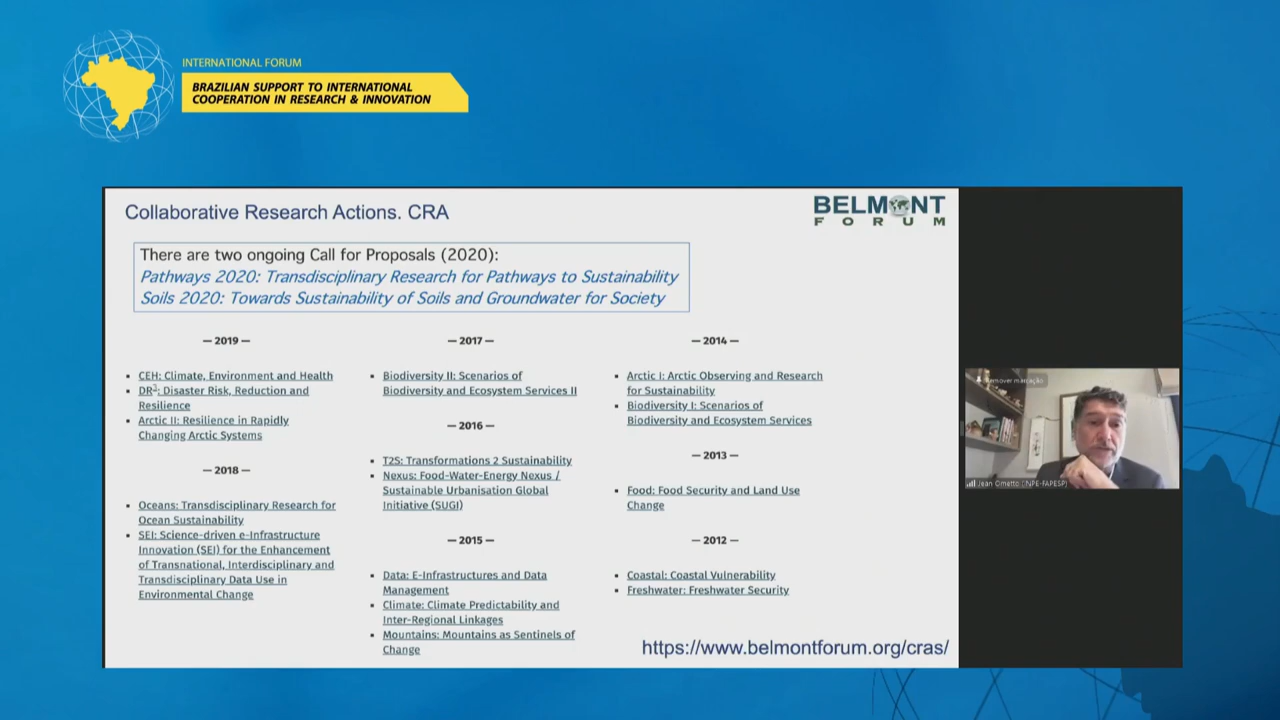 INTERNATIONAL FORUM
BRAZILIAN SUPPORT TO INTERNATIONAL
COOPERATION IN RESEARCH & INNOVATION
Collaborative Research Actions. CRA
BELMONT
FORUM
There are two ongoing Call for Proposals (2020):
Pathways 2020: Transdisciplinary Research for Pathways to Sustainability
Soils 2020: Towards Sustainability of Soils and Groundwater for Society
— 2019 —
▪ CEH: Climate, Environment and Health
▪ DR³: Disaster Risk, Reduction and
Resilience
▪ Arctic II: Resilience in Rapidly
Changing Arctic Systems
— 2018 —
▪ Oceans: Transdisciplinary Research for
Ocean Sustainability
▪ SEI: Science-driven e-Infrastructure
Innovation (SEI) for the Enhancement
of Transnational, Interdisciplinary and
Transdisciplinary Data Use in
Environmental Change
— 2017 —
▪ Biodiversity II: Scenarios of
Biodiversity and Ecosystem Services II
— 2016 —
▪ T2S: Transformations 2 Sustainability
▪ Nexus: Food-Water-Energy Nexus /
Sustainable Urbanisation Global
Initiative (SUGI)
— 2015 —
▪ Data: E-Infrastructures and Data
Management
▪ Climate: Climate Predictability and
Inter-Regional Linkages
▪ Mountains: Mountains as Sentinels of
Change
— 2014 —
▪ Arctic I: Arctic Observing and Research
for Sustainability
▪ Biodiversity I: Scenarios of
Biodiversity and Ecosystem Services
— 2013 —
▪ Food: Food Security and Land Use
Change
— 2012 —
▪ Coastal: Coastal Vulnerability
▪ Freshwater: Freshwater Security
https://www.belmontforum.org/cras/
Remover marcação
Jean Ometto (INPE-FAPESP)